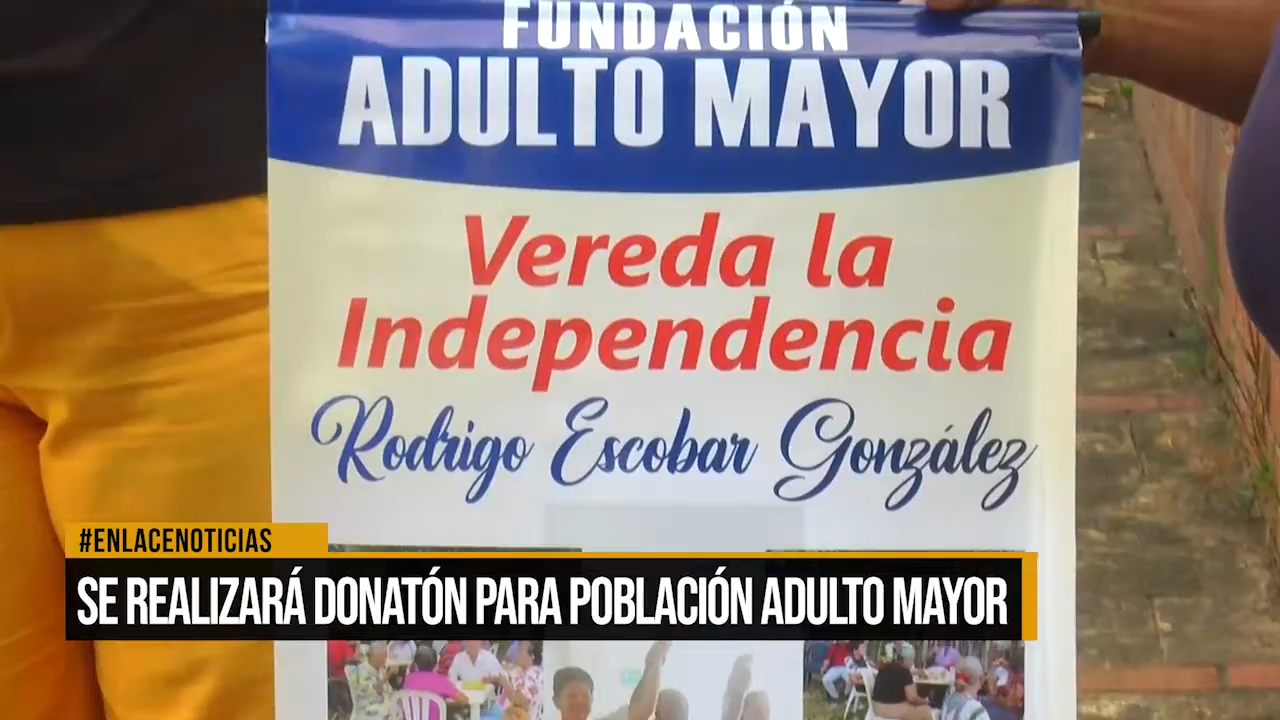 FUNDACIÓN
ADULTO MAYOR
Vereda la
Independencia
Rodrigo Escobar González
#ENLACENOTICIAS
SE REALIZARÁ DONATÓN PARA POBLACIÓN ADULTO MAYOR